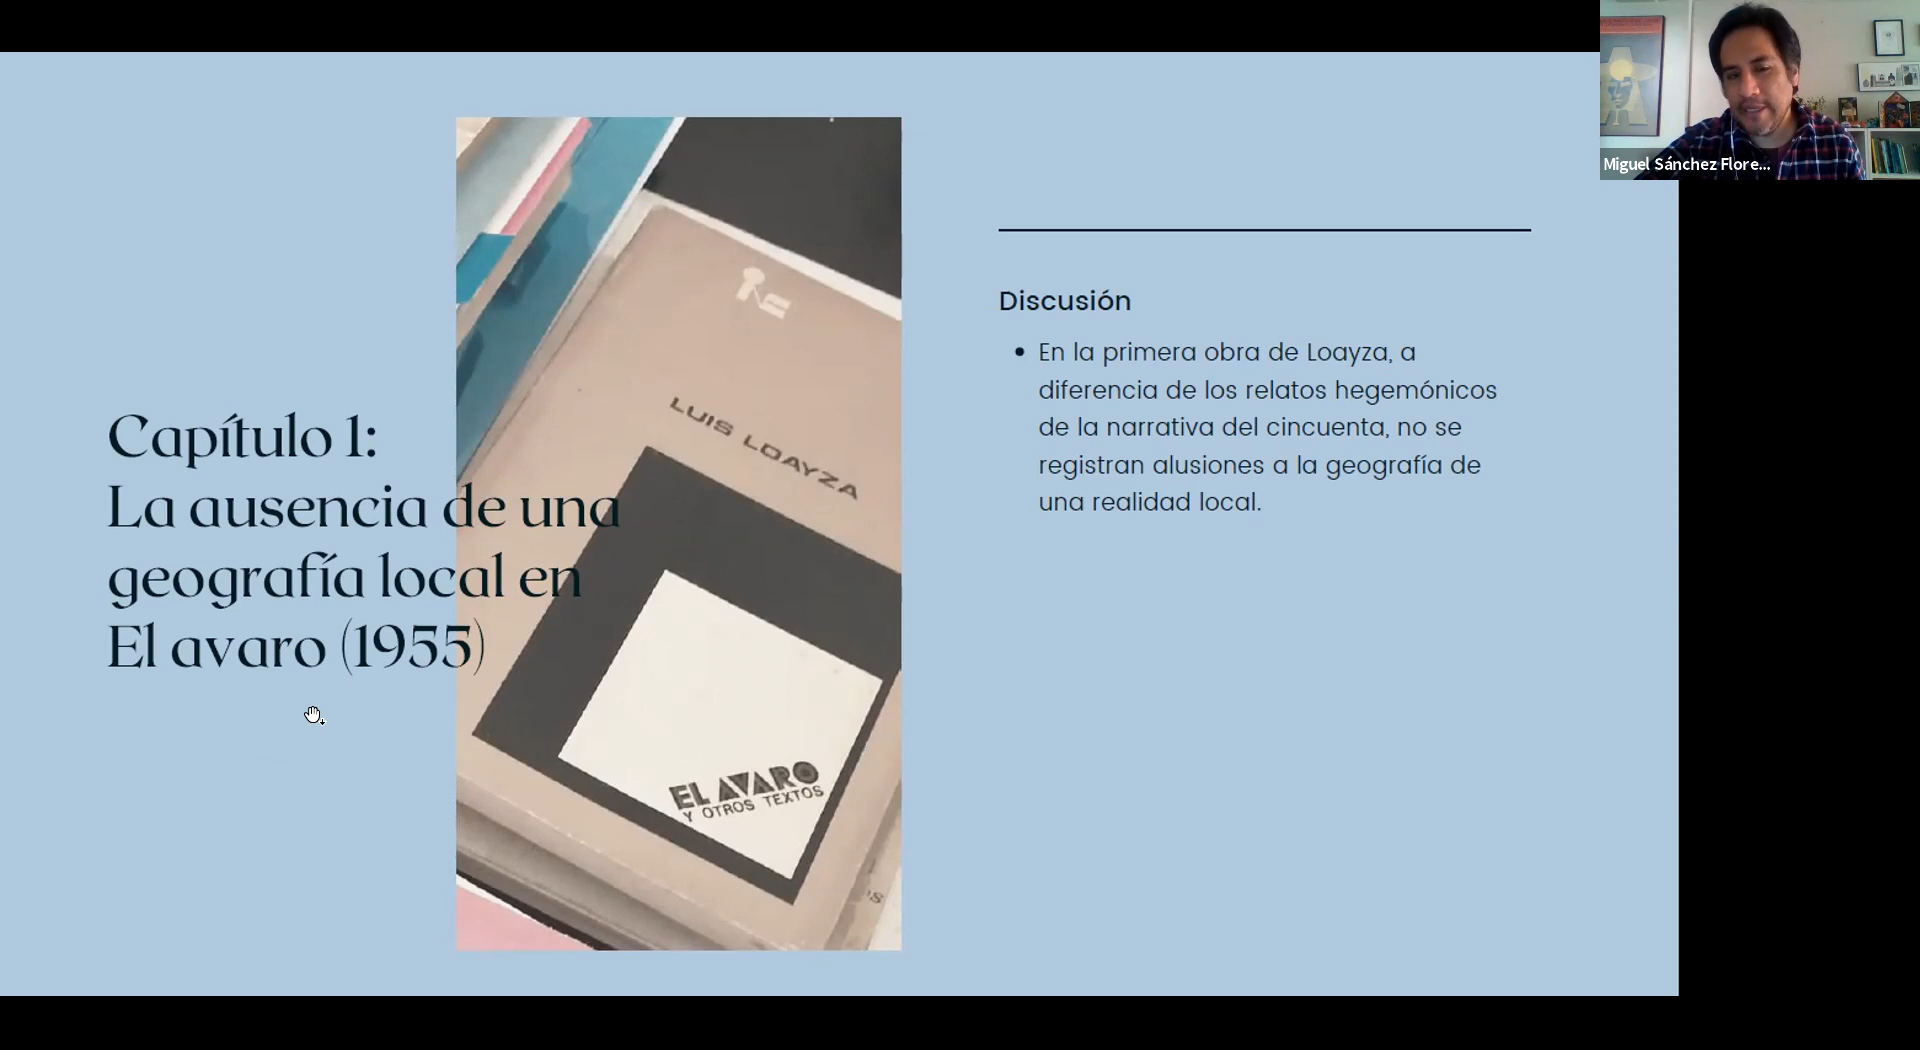 Capítulo 1:
La ausencia de una
geografía local en
El avaro (1955)
LUIS LOAYZA
EL AVARO
Y OTROS TEXTOS
Discusión
• En la primera obra de Loayza, a
diferencia de los relatos hegemónicos
de la narrativa del cincuenta, no se
registran alusiones a la geografía de
una realidad local.
Miguel Sánchez Flore...